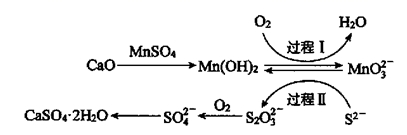 O₂ H₂O
MnSO₄ 过程Ⅰ
CaO Mn(OH)₂ MnO₃²⁻
O₂ 过程Ⅱ
CaSO₄·2H₂O SO₄²⁻ S₂O₃²⁻ S²⁻